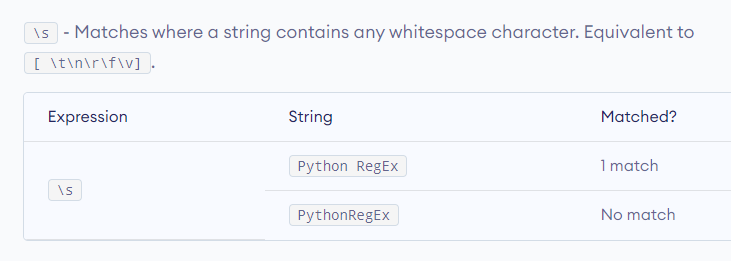 \s - Matches where a string contains any whitespace character. Equivalent to
[ \t\n\r\f\v].
Expression String Matched?
\s
Python RegEx 1 match
PythonRegEx No match